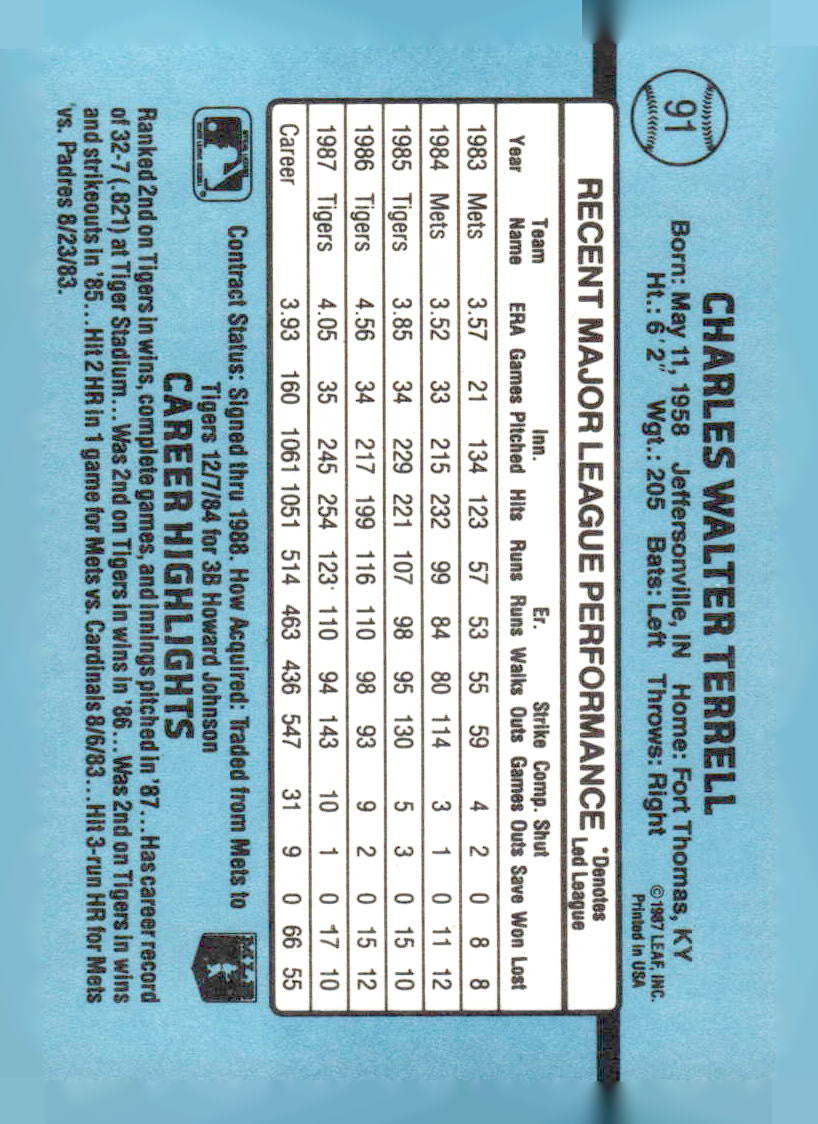 91
CHARLES WALTER TERRELL
Born: May 11, 1958 Jeffersonville, IN Home: Fort Thomas, KY
Ht.: 6' 2" Wgt.: 205 Bats: Left Throws: Right
©1987 LEAF, INC.
Printed in USA
RECENT MAJOR LEAGUE PERFORMANCE
*Denotes
Led League
Team Inn. Er. Strike Comp. Shut
Year Name ERA Games Pitched Hits Runs Runs Walks Outs Games Outs Save Won Lost
1983 Mets 3.57 21 134 123 57 53 55 59 4 2 0 8 8
1984 Mets 3.52 33 215 232 99 84 80 114 3 1 0 11 12
1985 Tigers 3.85 34 229 221 107 98 95 130 5 3 0 15 10
1986 Tigers 4.56 34 217 199 116 110 98 93 9 2 0 15 12
1987 Tigers 4.05 35 245 254 123 110 94 143 10 1 0 17 10
Career 3.93 160 1061 1051 514 463 436 547 31 9 0 66 55
Contract Status: Signed thru 1988. How Acquired: Traded from Mets to
Tigers 12/7/84 for 3B Howard Johnson
CAREER HIGHLIGHTS
Ranked 2nd on Tigers in wins, complete games, and innings pitched in '87...Has career record
of 32-7 (.821) at Tiger Stadium...Was 2nd on Tigers in wins in '86...Was 2nd on Tigers in wins
and strikeouts in '85...Hit 2 HR in 1 game for Mets vs. Cardinals 8/6/83...Hit 3-run HR for Mets
vs. Padres 8/23/83.